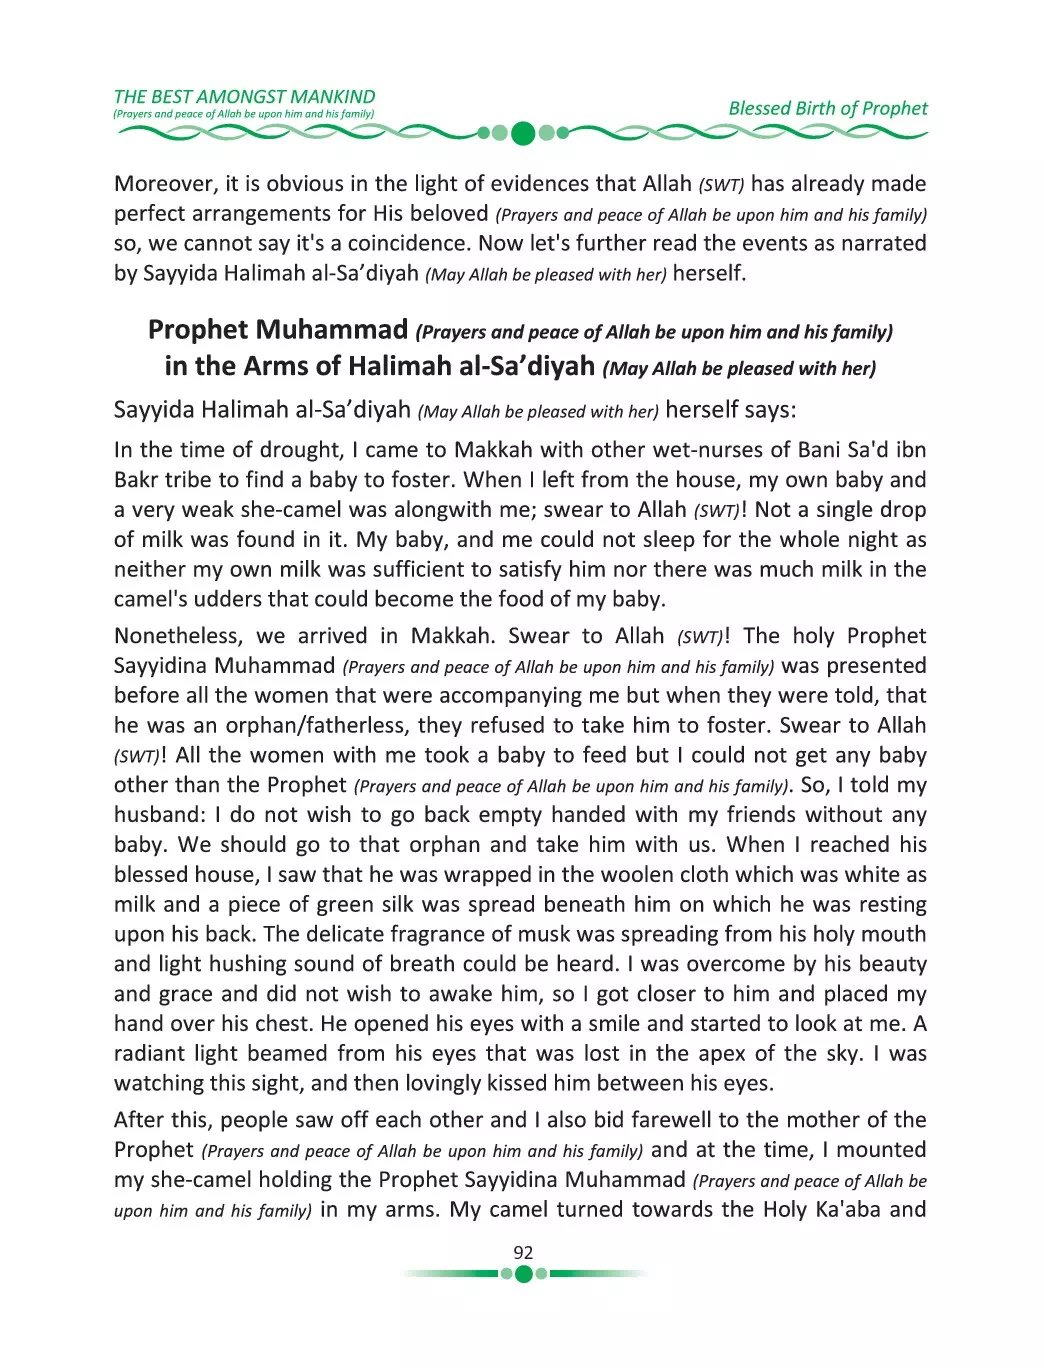 THE BEST AMONGST MANKIND
(Prayers and peace of Allah be upon him and his family)
Blessed Birth of Prophet
Moreover, it is obvious in the light of evidences that Allah (SWT) has already made
perfect arrangements for His beloved (Prayers and peace of Allah be upon him and his family)
so, we cannot say it's a coincidence. Now let's further read the events as narrated
by Sayyida Halimah al-Sa’diyah (May Allah be pleased with her) herself.
Prophet Muhammad (Prayers and peace of Allah be upon him and his family)
in the Arms of Halimah al-Sa’diyah (May Allah be pleased with her)
Sayyida Halimah al-Sa’diyah (May Allah be pleased with her) herself says:
In the time of drought, I came to Makkah with other wet-nurses of Bani Sa'd ibn
Bakr tribe to find a baby to foster. When I left from the house, my own baby and
a very weak she-camel was alongwith me; swear to Allah (SWT)! Not a single drop
of milk was found in it. My baby, and me could not sleep for the whole night as
neither my own milk was sufficient to satisfy him nor there was much milk in the
camel's udders that could become the food of my baby.
Nonetheless, we arrived in Makkah. Swear to Allah (SWT)! The holy Prophet
Sayyidina Muhammad (Prayers and peace of Allah be upon him and his family) was presented
before all the women that were accompanying me but when they were told, that
he was an orphan/fatherless, they refused to take him to foster. Swear to Allah
(SWT)! All the women with me took a baby to feed but I could not get any baby
other than the Prophet (Prayers and peace of Allah be upon him and his family). So, I told my
husband: I do not wish to go back empty handed with my friends without any
baby. We should go to that orphan and take him with us. When I reached his
blessed house, I saw that he was wrapped in the woolen cloth which was white as
milk and a piece of green silk was spread beneath him on which he was resting
upon his back. The delicate fragrance of musk was spreading from his holy mouth
and light hushing sound of breath could be heard. I was overcome by his beauty
and grace and did not wish to awake him, so I got closer to him and placed my
hand over his chest. He opened his eyes with a smile and started to look at me. A
radiant light beamed from his eyes that was lost in the apex of the sky. I was
watching this sight, and then lovingly kissed him between his eyes.
After this, people saw off each other and I also bid farewell to the mother of the
Prophet (Prayers and peace of Allah be upon him and his family) and at the time, I mounted
my she-camel holding the Prophet Sayyidina Muhammad (Prayers and peace of Allah be
upon him and his family) in my arms. My camel turned towards the Holy Ka'aba and
92